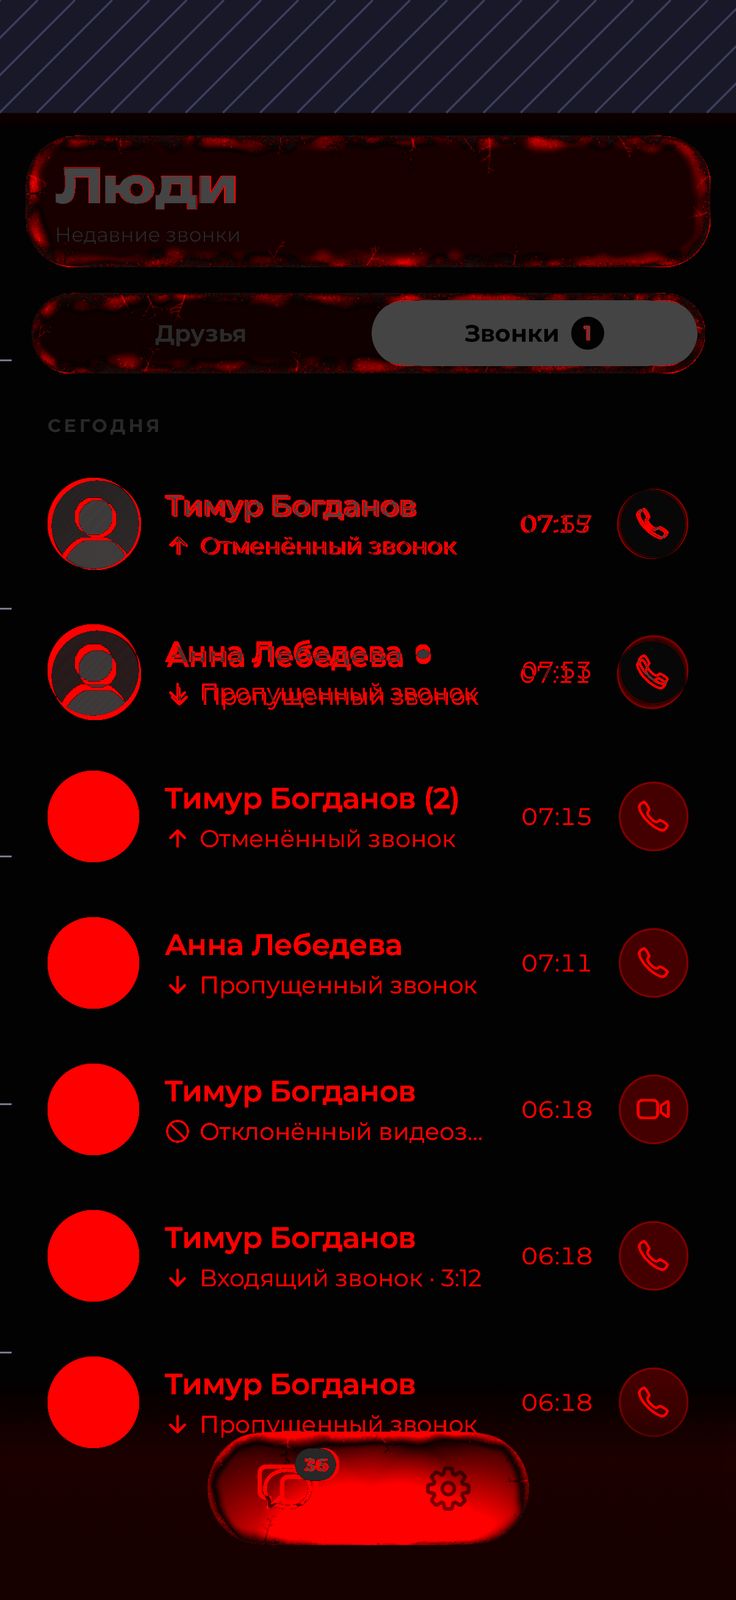 Люди
Недавние звонки
Друзья
Звонки 1
СЕГОДНЯ
Тимур Богданов
Отменённый звонок
Анна Лебедева
Пропущенный звонок
Тимур Богданов (2)
07:15
Отменённый звонок
Анна Лебедева
07:11
Пропущенный звонок
Тимур Богданов
06:18
Отклонённый видеоз...
Тимур Богданов
06:18
Входящий звонок · 3:12
Тимур Богданов
06:18
Пропущенный звонок
36